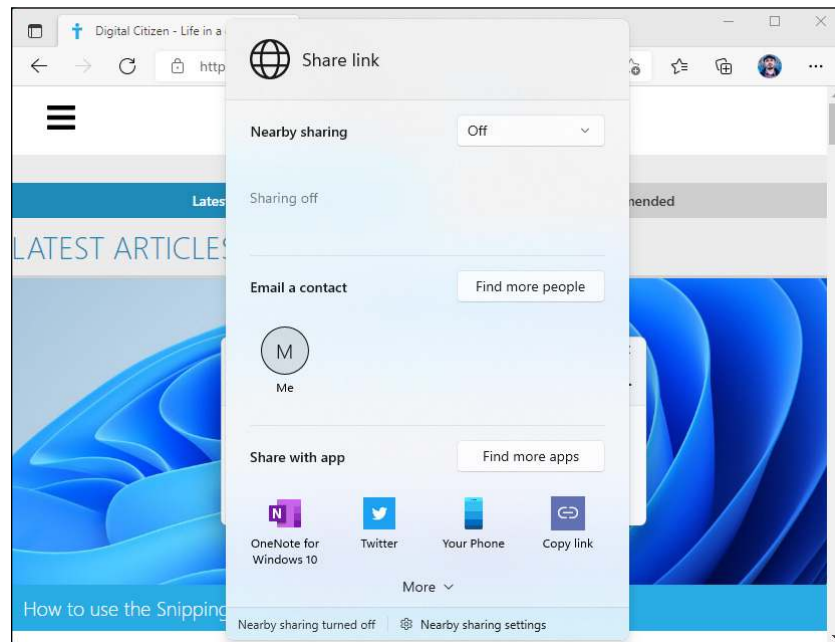 Digital Citizen - Life in a
http
Share link
Nearby sharing
Off
Sharing off
Lates
mended
LATEST ARTICLES
Email a contact
Find more people
M
Me
Share with app
Find more apps
N
OneNote for
Windows 10
Twitter
Your Phone
Copy link
More
How to use the Snipping
Nearby sharing turned off
Nearby sharing settings